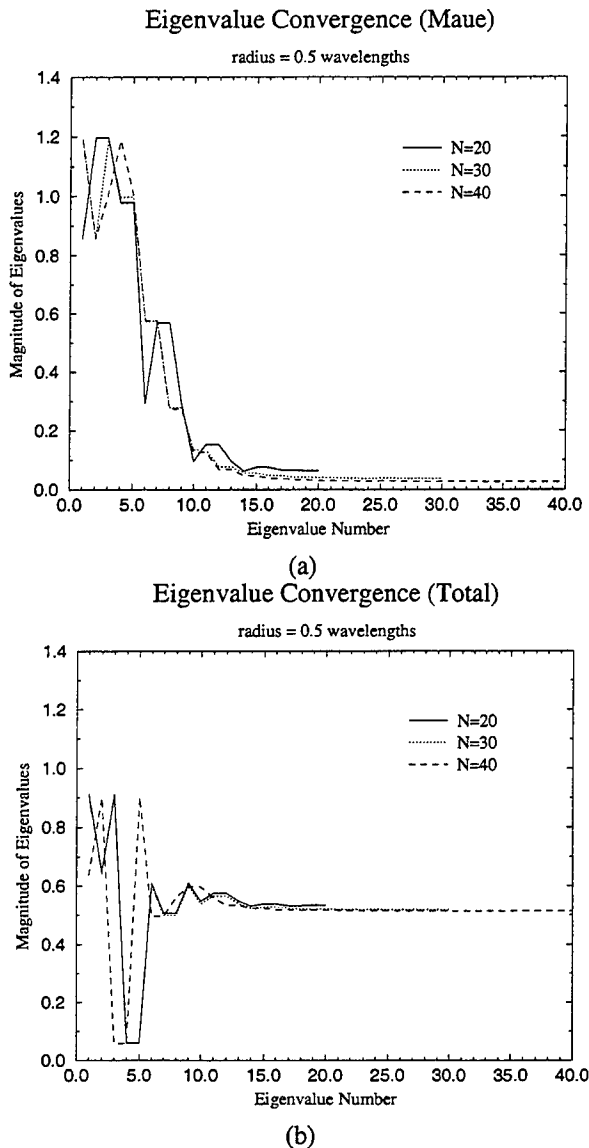 Eigenvalue Convergence (Maue)
radius = 0.5 wavelengths
1.4
1.2
1.0
0.8
0.6
0.4
0.2
0.0
Magnitude of Eigenvalues
N=20
N=30
N=40
0.0 5.0 10.0 15.0 20.0 25.0 30.0 35.0 40.0
Eigenvalue Number
(a)
Eigenvalue Convergence (Total)
radius = 0.5 wavelengths
1.4
1.2
1.0
0.8
0.6
0.4
0.2
0.0
Magnitude of Eigenvalues
N=20
N=30
N=40
0.0 5.0 10.0 15.0 20.0 25.0 30.0 35.0 40.0
Eigenvalue Number
(b)